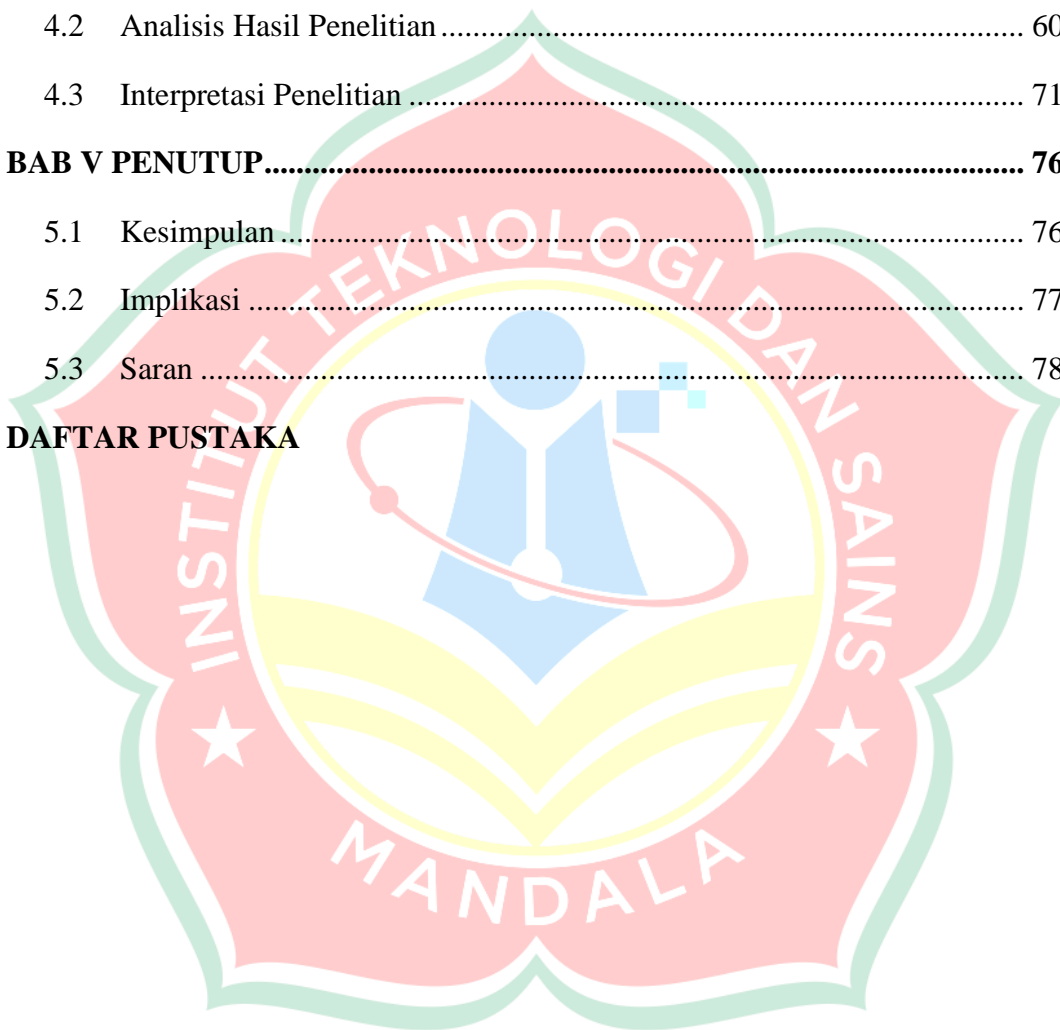 4.2 Analisis Hasil Penelitian ........................................................................... 60
4.3 Interpretasi Penelitian ............................................................................... 71
BAB V PENUTUP .................................................................................................. 76
5.1 Kesimpulan ................................................................................................ 76
5.2 Implikasi .................................................................................................... 77
5.3 Saran .......................................................................................................... 78
DAFTAR PUSTAKA
INSTITUT TEKNOLOGI DAN SAINS
MANDALA